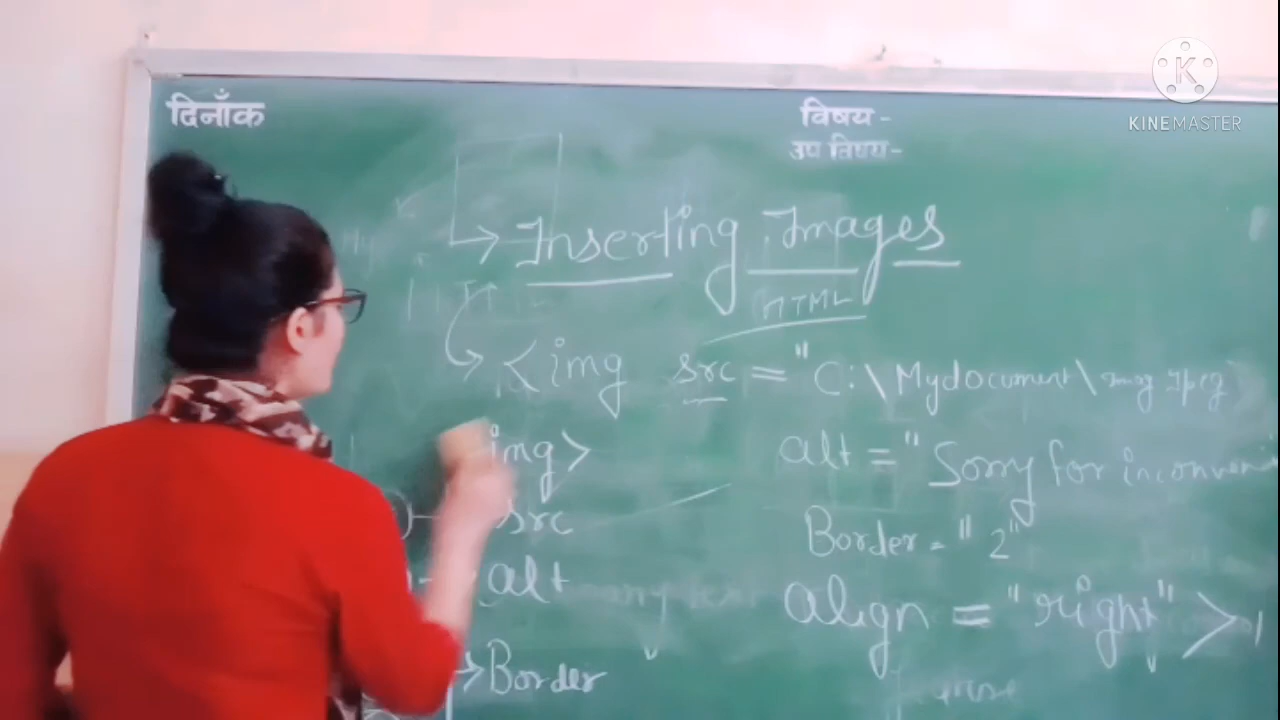 दिनाँक
विषय -
उप विषय-
KINEMASTER
→ Inserting Images
HTML
<img src = "C:\Mydocument\
img>
alt = "Sorry for inconveni
src
Border = "2"
alt
align = "right" >
Border